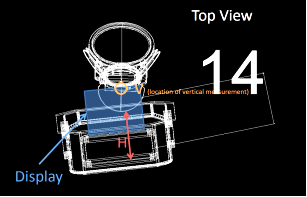 Top View
14
V (location of vertical measurement)
H
Display